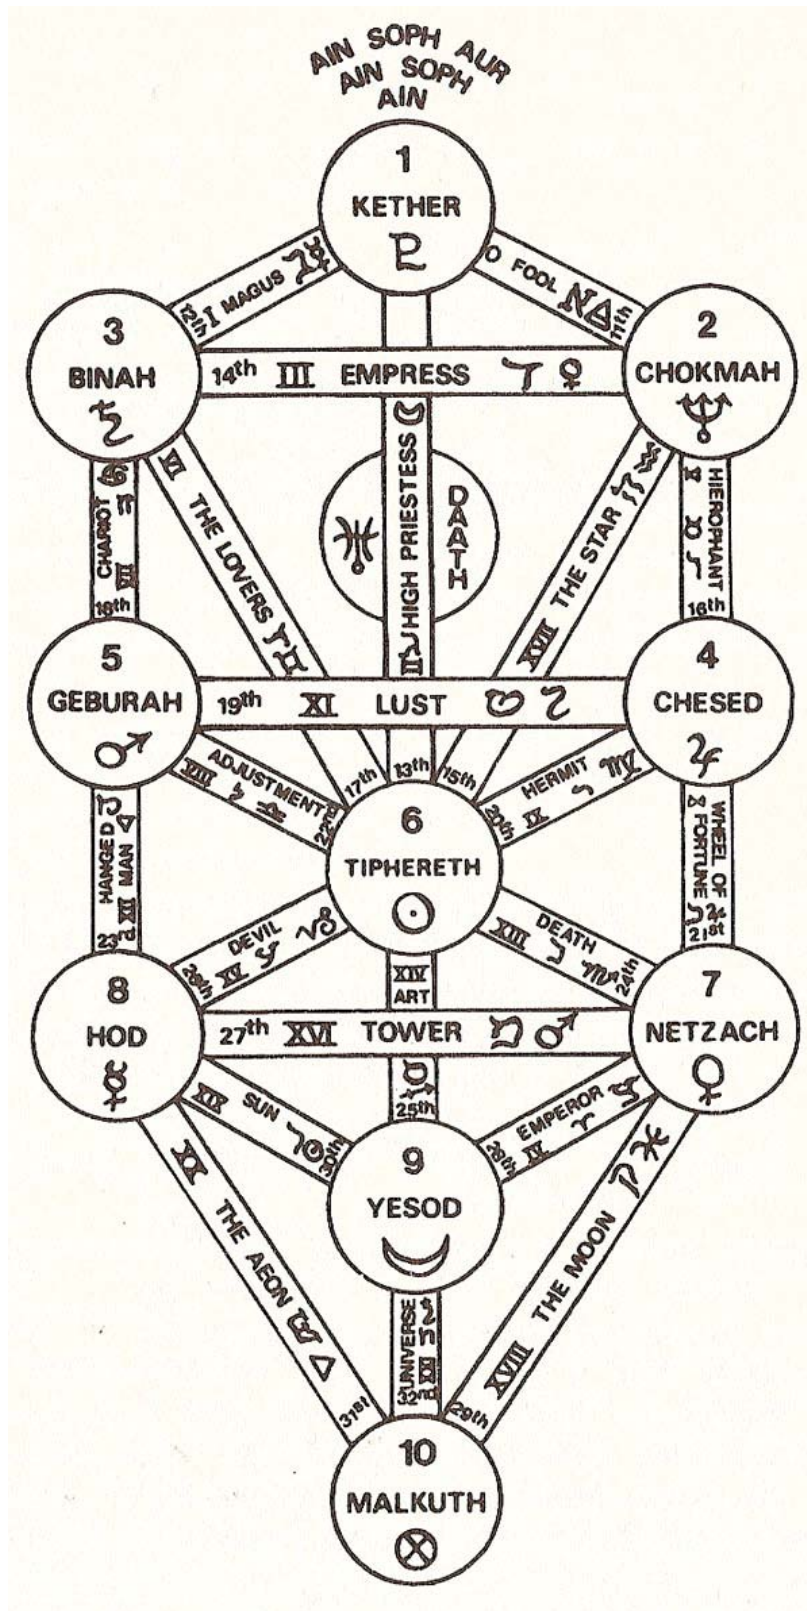 AIN SOPH AUR
AIN SOPH
AIN
1
KETHER
12th I MAGUS
O FOOL 11th
3
BINAH
2
CHOKMAH
14th III EMPRESS
CHARIOT VII
18th
VI THE LOVERS
17th
II HIGH PRIESTESS
13th
DAATH
XVII THE STAR
15th
V HIEROPHANT
16th
5
GEBURAH
4
CHESED
19th XI LUST
VIII ADJUSTMENT
22nd
HERMIT
20th IX
6
TIPHERETH
HANGED MAN
23rd XII
WHEEL OF
FORTUNE
X
21st
DEVIL
26th XV
DEATH
XIII
24th
XIV
ART
25th
8
HOD
7
NETZACH
27th XVI TOWER
XIX SUN
30th
EMPEROR
28th IV
9
YESOD
XX THE AEON
31st
UNIVERSE
32nd XXI
XVIII THE MOON
29th
10
MALKUTH